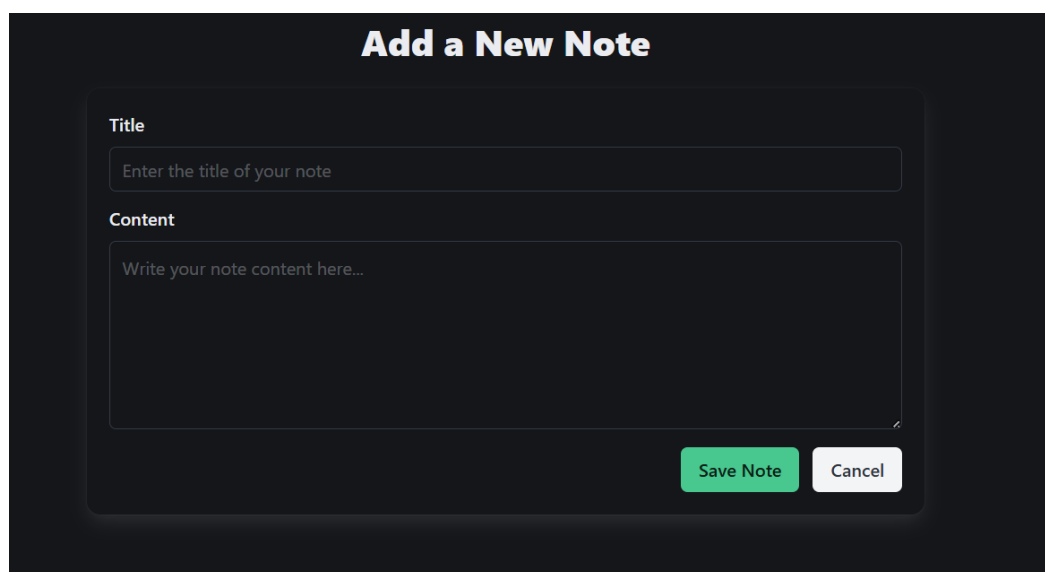 Add a New Note
Title
Enter the title of your note
Content
Write your note content here...
Save Note
Cancel